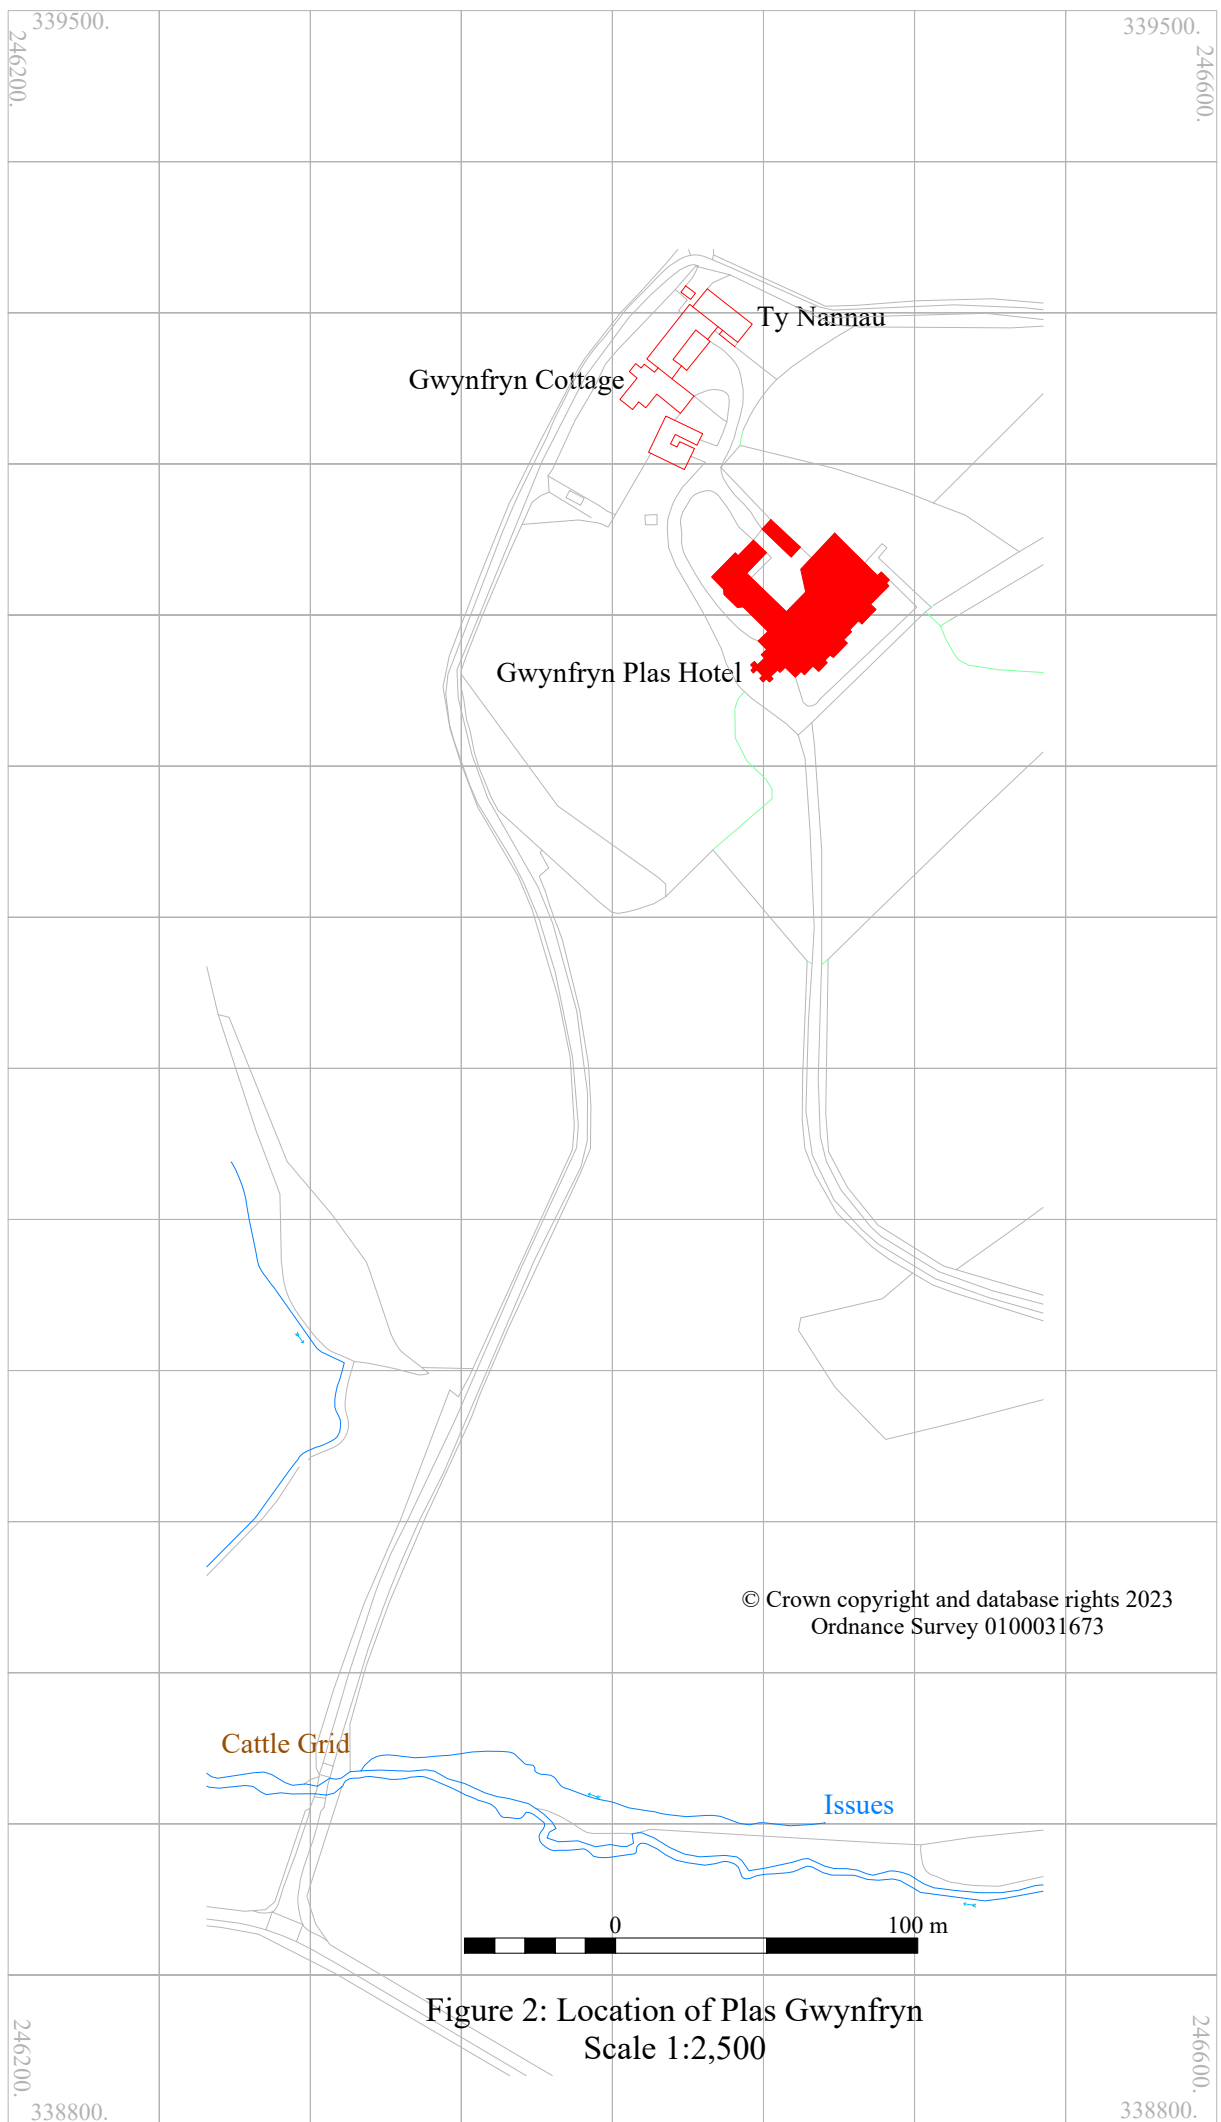 339500.
339500.
246200.
246600.
Ty Nannau
Gwynfryn Cottage
Gwynfryn Plas Hotel
© Crown copyright and database rights 2023
Ordnance Survey 0100031673
Cattle Grid
Issues
0
100 m
Figure 2: Location of Plas Gwynfryn
Scale 1:2,500
246200.
246600.
338800.
338800.